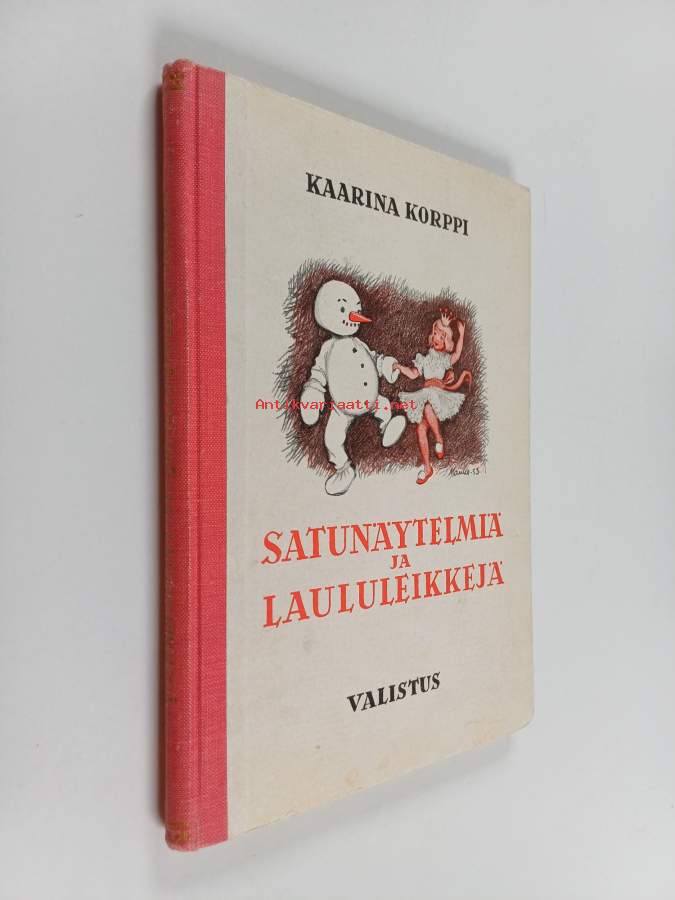 KAARINA KORPPI
Antikvariaatti.net
SATUNÄYTELMIÄ
JA
LAULULEIKKEJÄ
VALISTUS